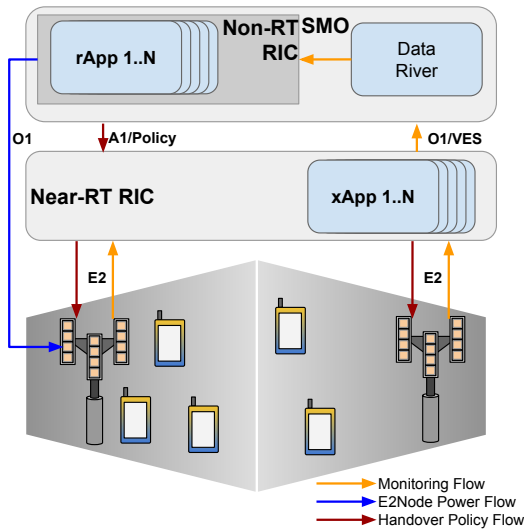 Non-RT SMO
RIC
rApp 1..N
Data
River
O1
A1/Policy
O1/VES
Near-RT RIC
xApp 1..N
E2
E2
Monitoring Flow
E2Node Power Flow
Handover Policy Flow